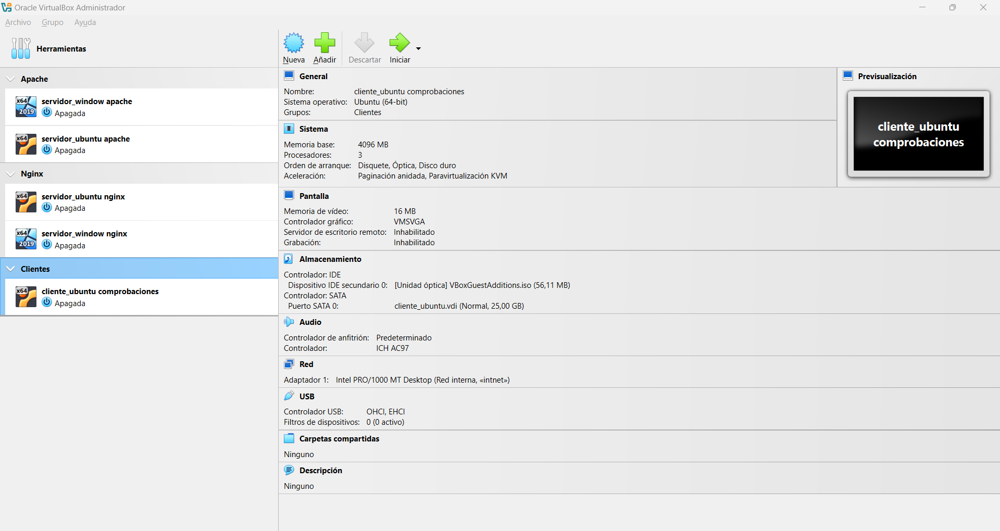 Oracle VirtualBox Administrador
Archivo Grupo Ayuda
Herramientas
Apache
x64 2019
servidor_window apache
Apagada
x64
servidor_ubuntu apache
Apagada
Nginx
x64
servidor_ubuntu nginx
Apagada
x64 2019
servidor_window nginx
Apagada
Clientes
x64
cliente_ubuntu comprobaciones
Apagada
Nueva Añadir Descartar Iniciar
General
Nombre: cliente_ubuntu comprobaciones
Sistema operativo: Ubuntu (64-bit)
Grupos: Clientes
Sistema
Memoria base: 4096 MB
Procesadores: 3
Orden de arranque: Disquete, Óptica, Disco duro
Aceleración: Paginación anidada, Paravirtualización KVM
Previsualización
cliente_ubuntu
comprobaciones
Pantalla
Memoria de vídeo: 16 MB
Controlador gráfico: VMSVGA
Servidor de escritorio remoto: Inhabilitado
Grabación: Inhabilitado
Almacenamiento
Controlador: IDE
Dispositivo IDE secundario 0: [Unidad óptica] VBoxGuestAdditions.iso (56,11 MB)
Controlador: SATA
Puerto SATA 0: cliente_ubuntu.vdi (Normal, 25,00 GB)
Audio
Controlador de anfitrión: Predeterminado
Controlador: ICH AC97
Red
Adaptador 1: Intel PRO/1000 MT Desktop (Red interna, «intnet»)
USB
Controlador USB: OHCI, EHCI
Filtros de dispositivos: 0 (0 activo)
Carpetas compartidas
Ninguno
Descripción
Ninguno